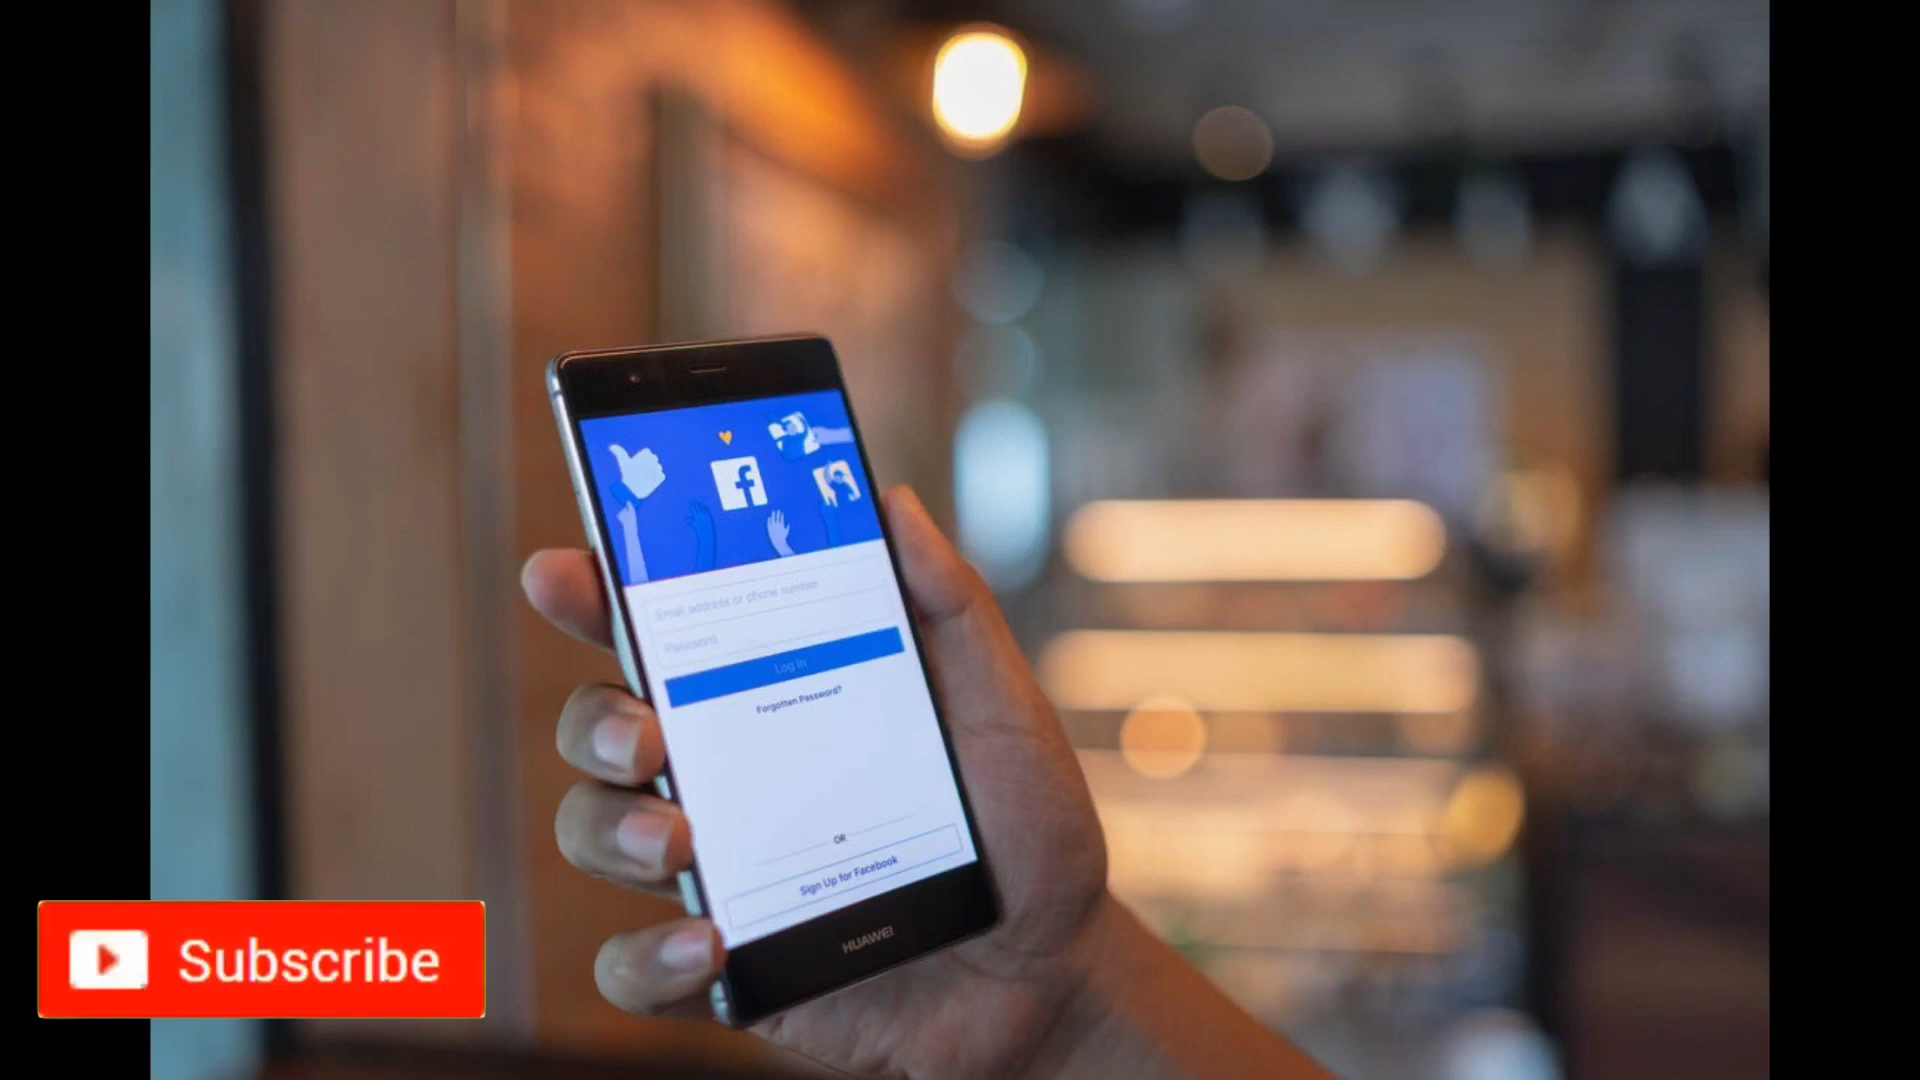 f
Email address or phone number
Password
Log In
Forgotten Password?
OR
Sign Up for Facebook
HUAWEI
Subscribe